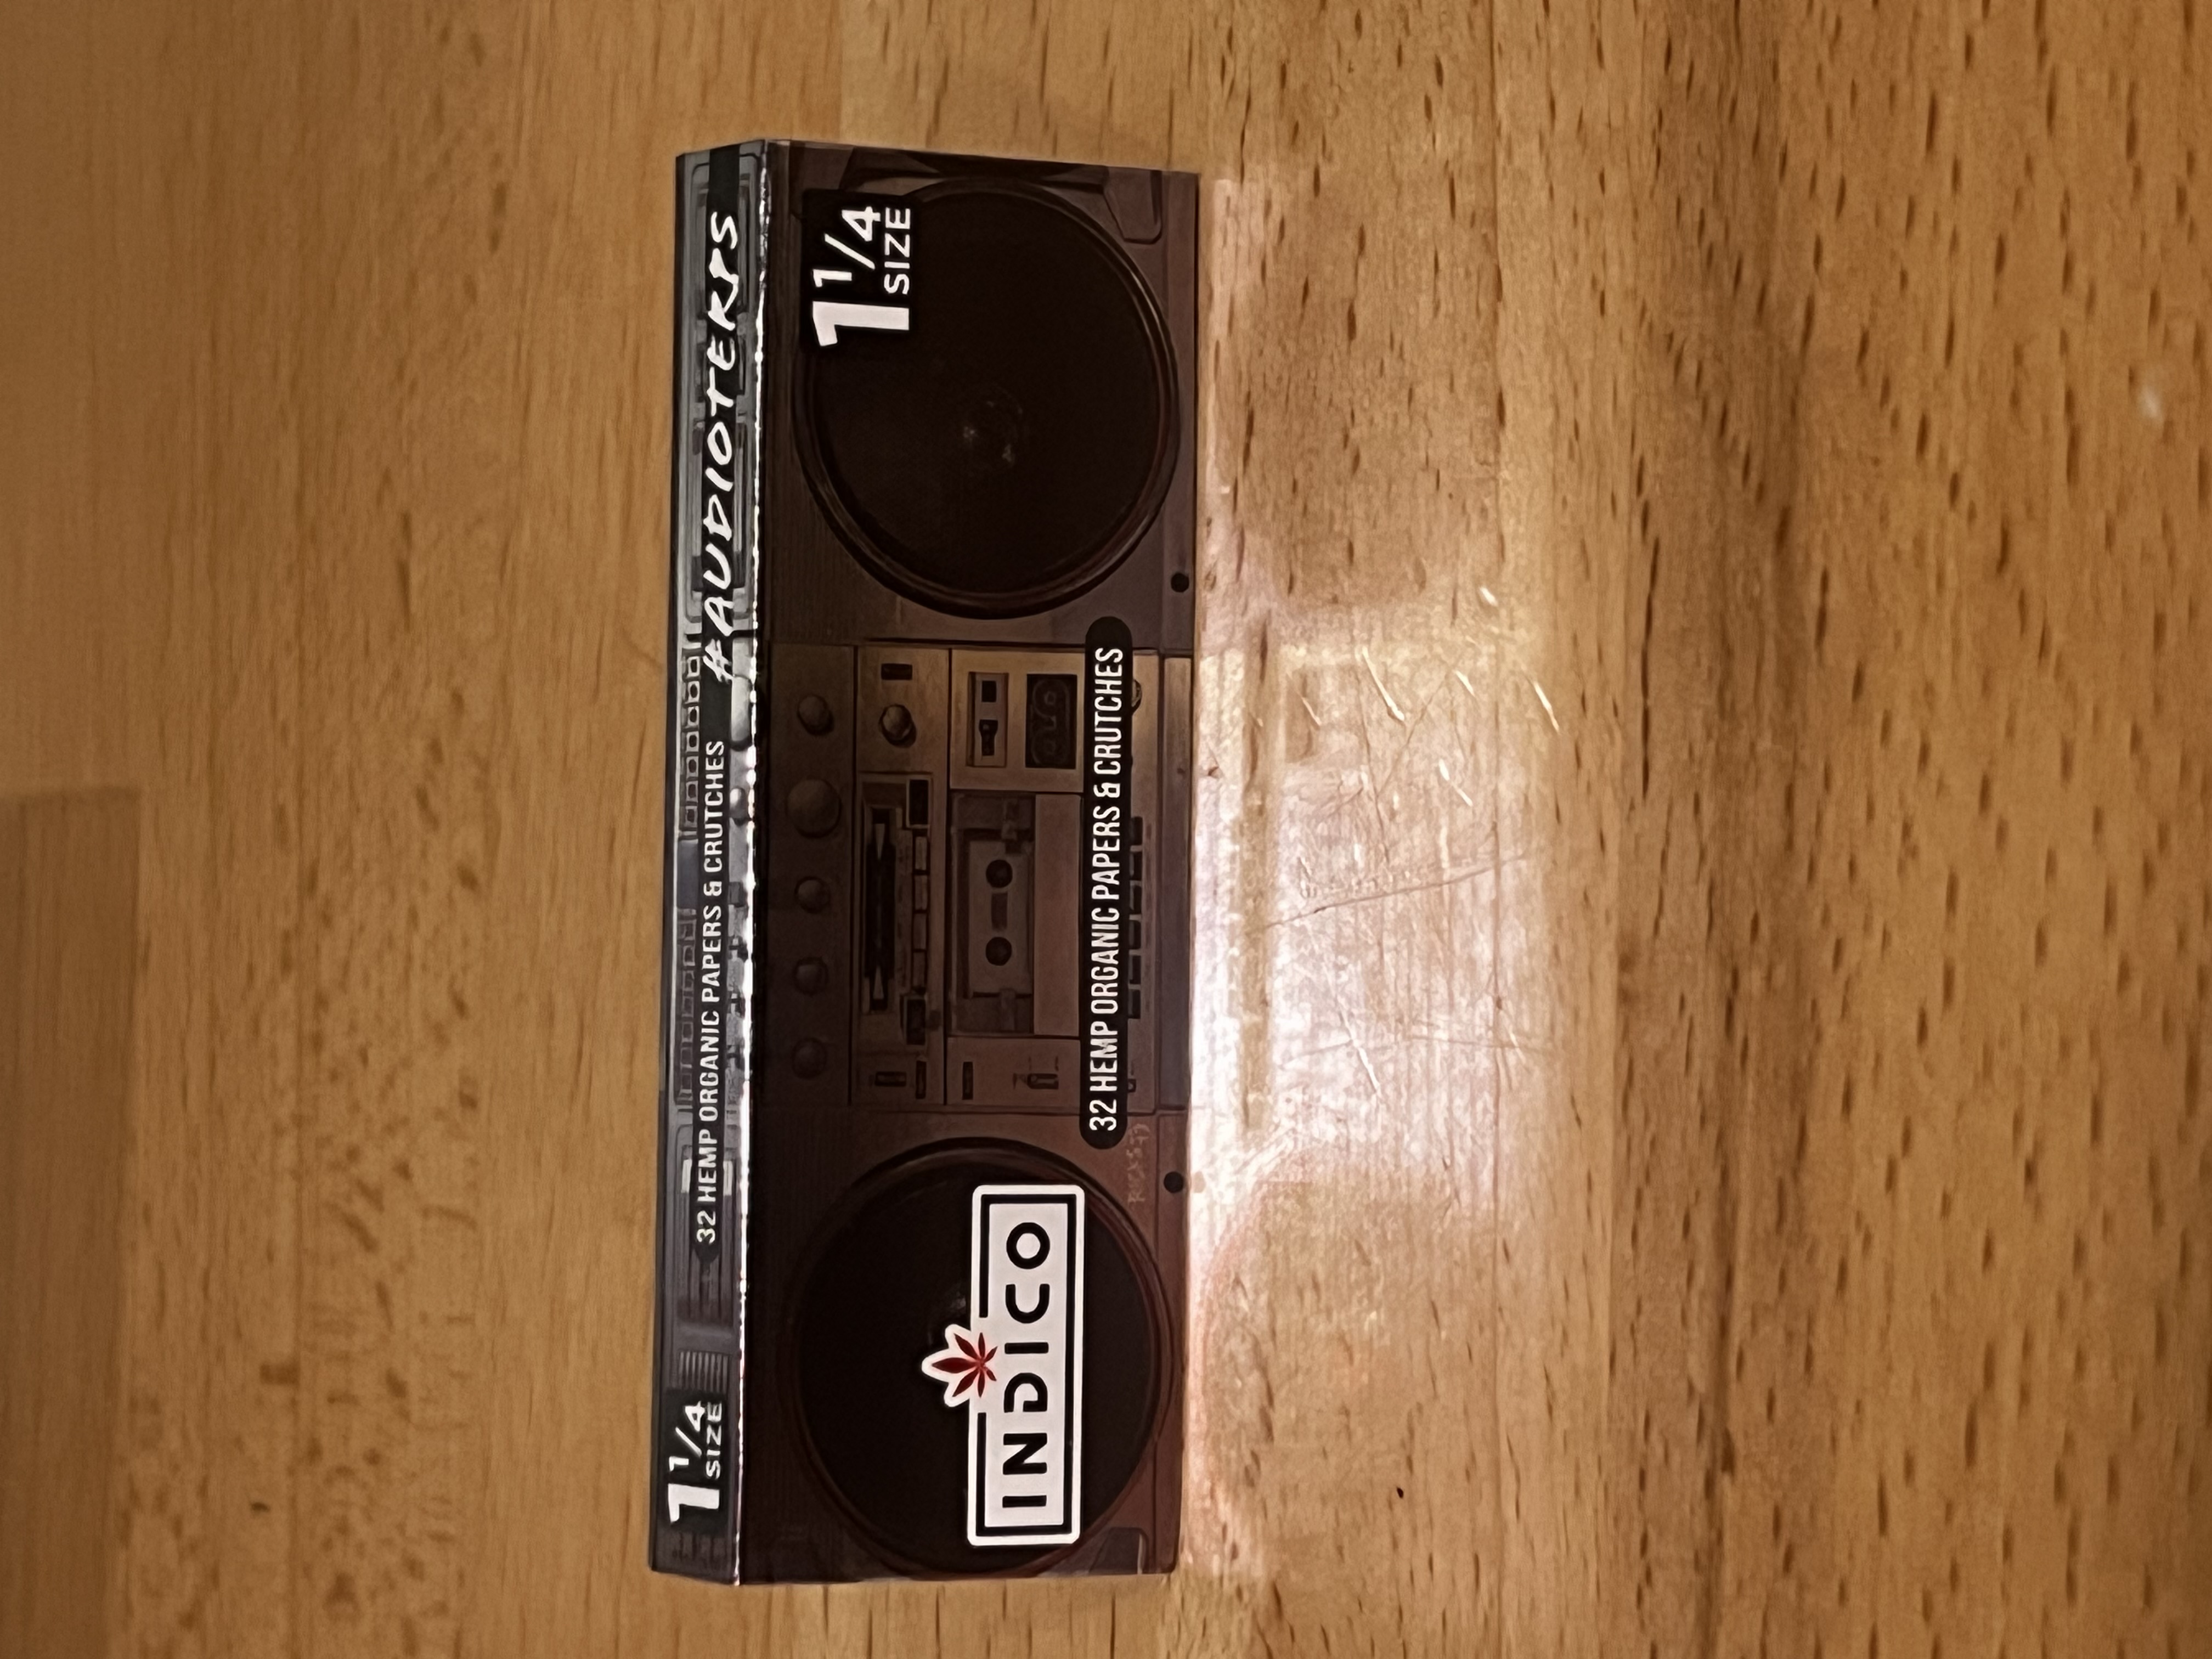 1 1/4
SIZE
32 HEMP ORGANIC PAPERS & CRUTCHES
#AUDIOTERPS
1 1/4
SIZE
32 HEMP ORGANIC PAPERS & CRUTCHES
INDICO